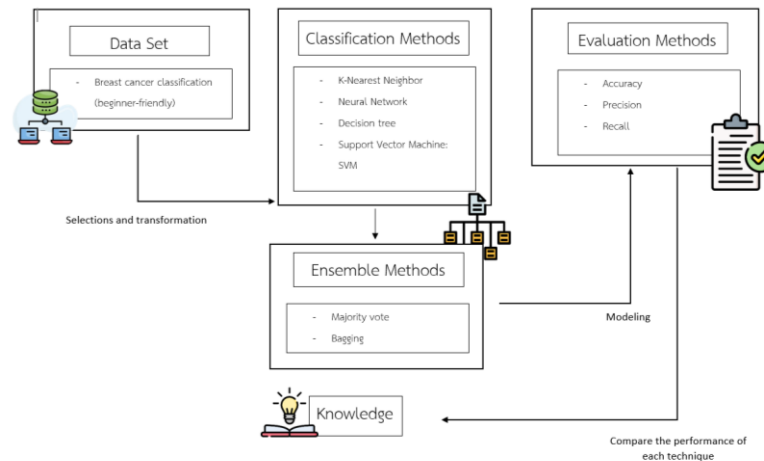 Data Set
- Breast cancer classification
(beginner-friendly)
Selections and transformation
Classification Methods
- K-Nearest Neighbor
- Neural Network
- Decision tree
- Support Vector Machine:
SVM
Ensemble Methods
- Majority vote
- Bagging
Modeling
Evaluation Methods
- Accuracy
- Precision
- Recall
Compare the performance of
each technique
Knowledge